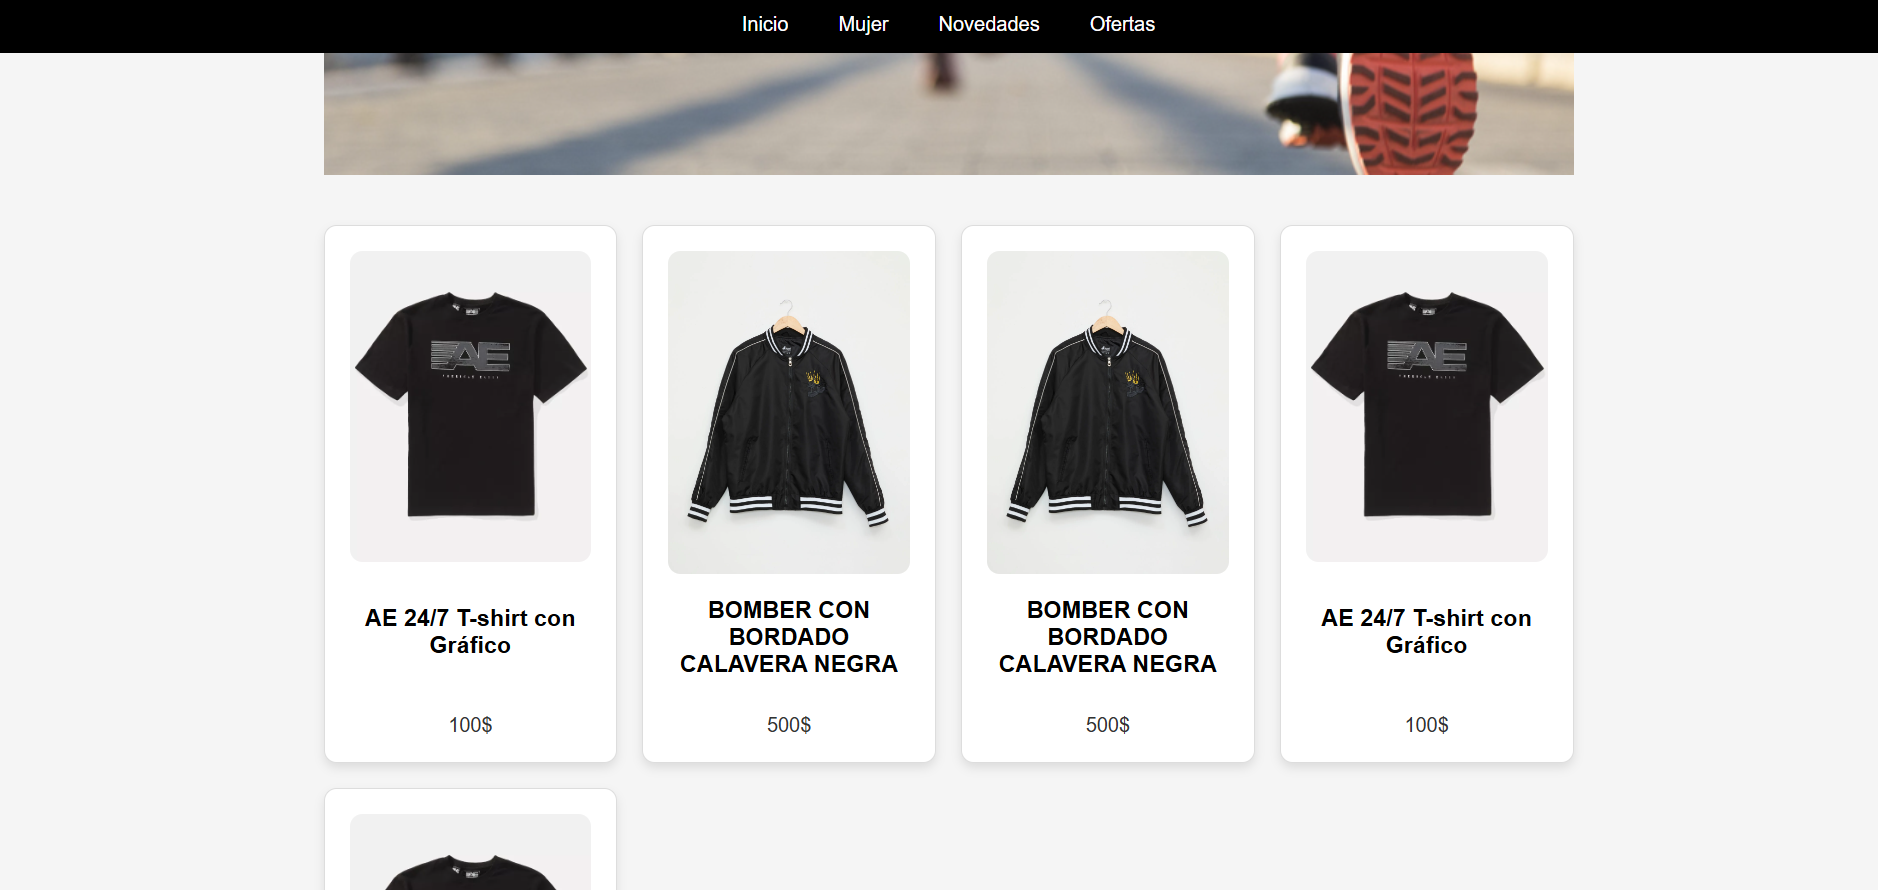 Inicio Mujer Novedades Ofertas
AE
AE
AE 24/7 T-shirt con
Gráfico
BOMBER CON
BORDADO
CALAVERA NEGRA
BOMBER CON
BORDADO
CALAVERA NEGRA
AE 24/7 T-shirt con
Gráfico
100$
500$
500$
100$